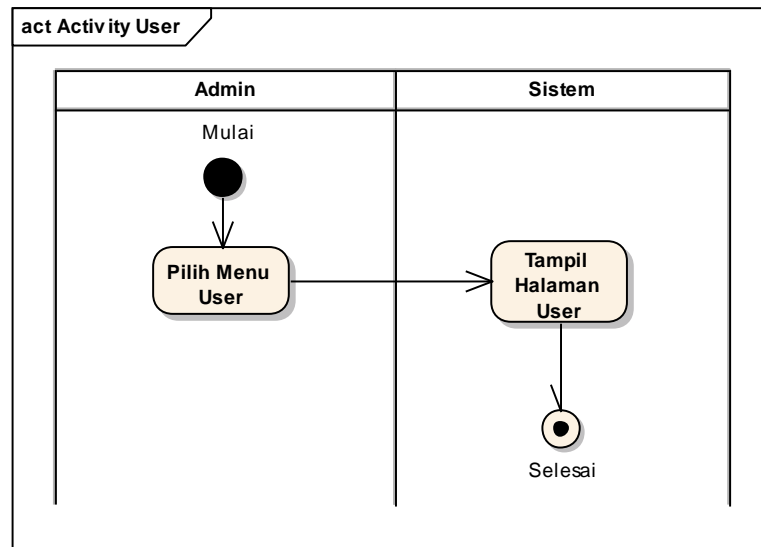 act Activity User
Admin
Sistem
Mulai
Pilih Menu
User
Tampil
Halaman
User
Selesai